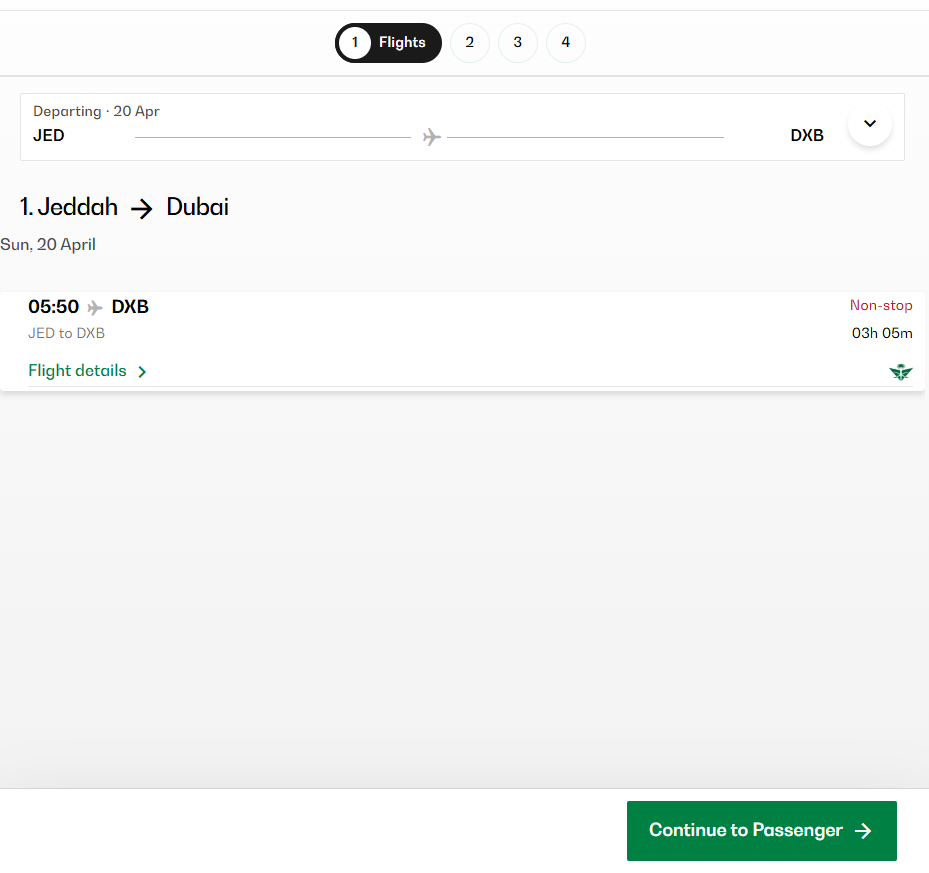 1 Flights 2 3 4
Departing · 20 Apr
JED DXB
1. Jeddah → Dubai
Sun, 20 April
05:50 DXB Non-stop
JED to DXB 03h 05m
Flight details
Continue to Passenger →